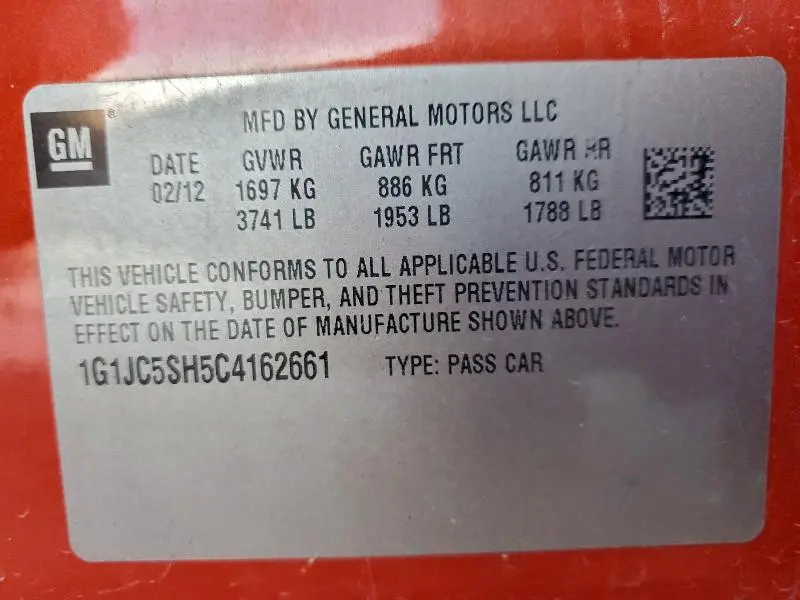 GM
MFD BY GENERAL MOTORS LLC
DATE GVWR GAWR FRT GAWR RR
02/12 1697 KG 886 KG 811 KG
3741 LB 1953 LB 1788 LB
THIS VEHICLE CONFORMS TO ALL APPLICABLE U.S. FEDERAL MOTOR
VEHICLE SAFETY, BUMPER, AND THEFT PREVENTION STANDARDS IN
EFFECT ON THE DATE OF MANUFACTURE SHOWN ABOVE.
1G1JC5SH5C4162661 TYPE: PASS CAR